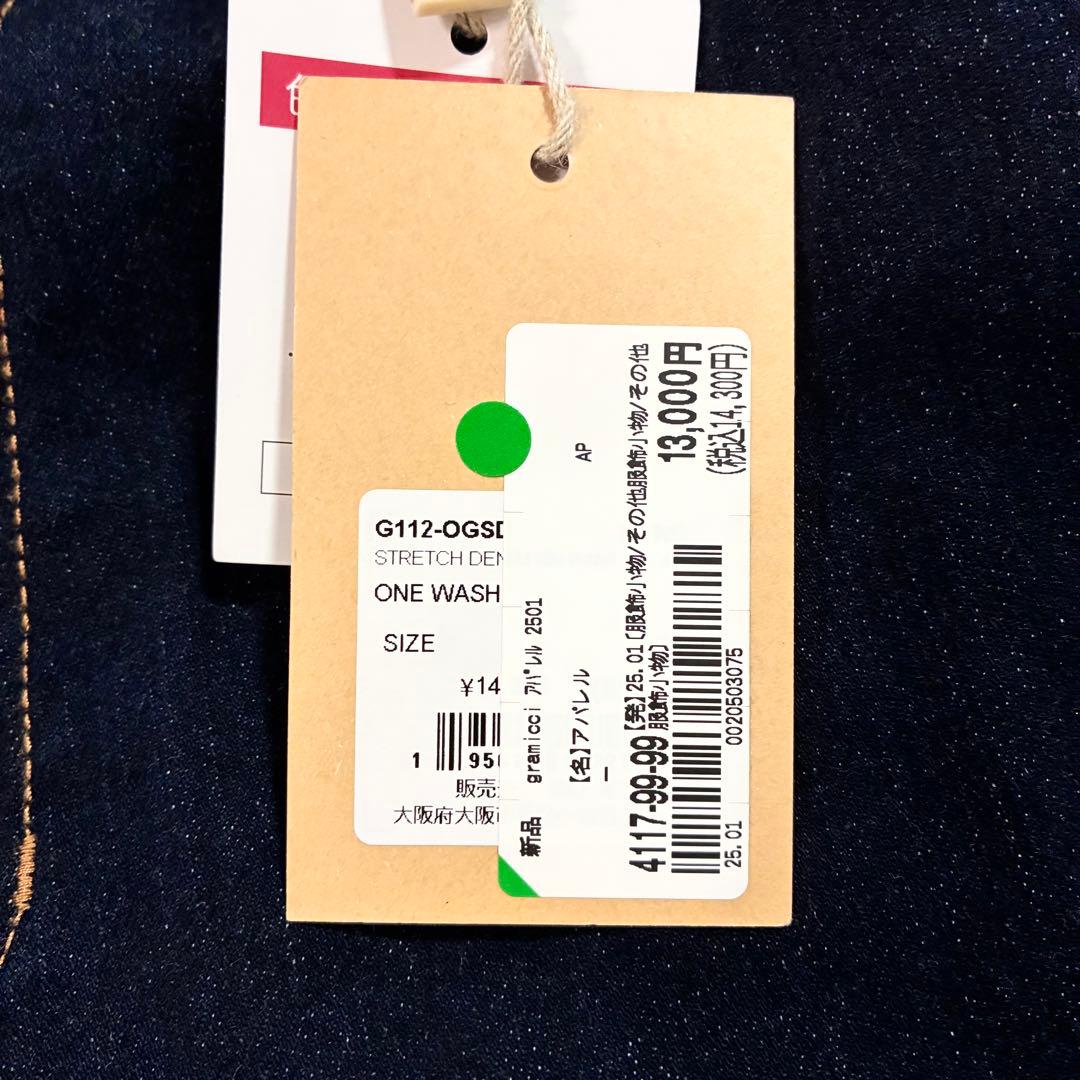 G112-OGSD
STRETCH DEN
ONE WASH
SIZE
¥14
1 95
販売
大阪府大阪
新品 gramicci ｱﾊﾟﾚﾙ 2501
【名】アパレル AP
—
【発】25.01〔服飾小物/その他服飾小物/その他
服飾小物〕
4117-99-99
13,000円
(税込14,300円)
0020503075
25.01